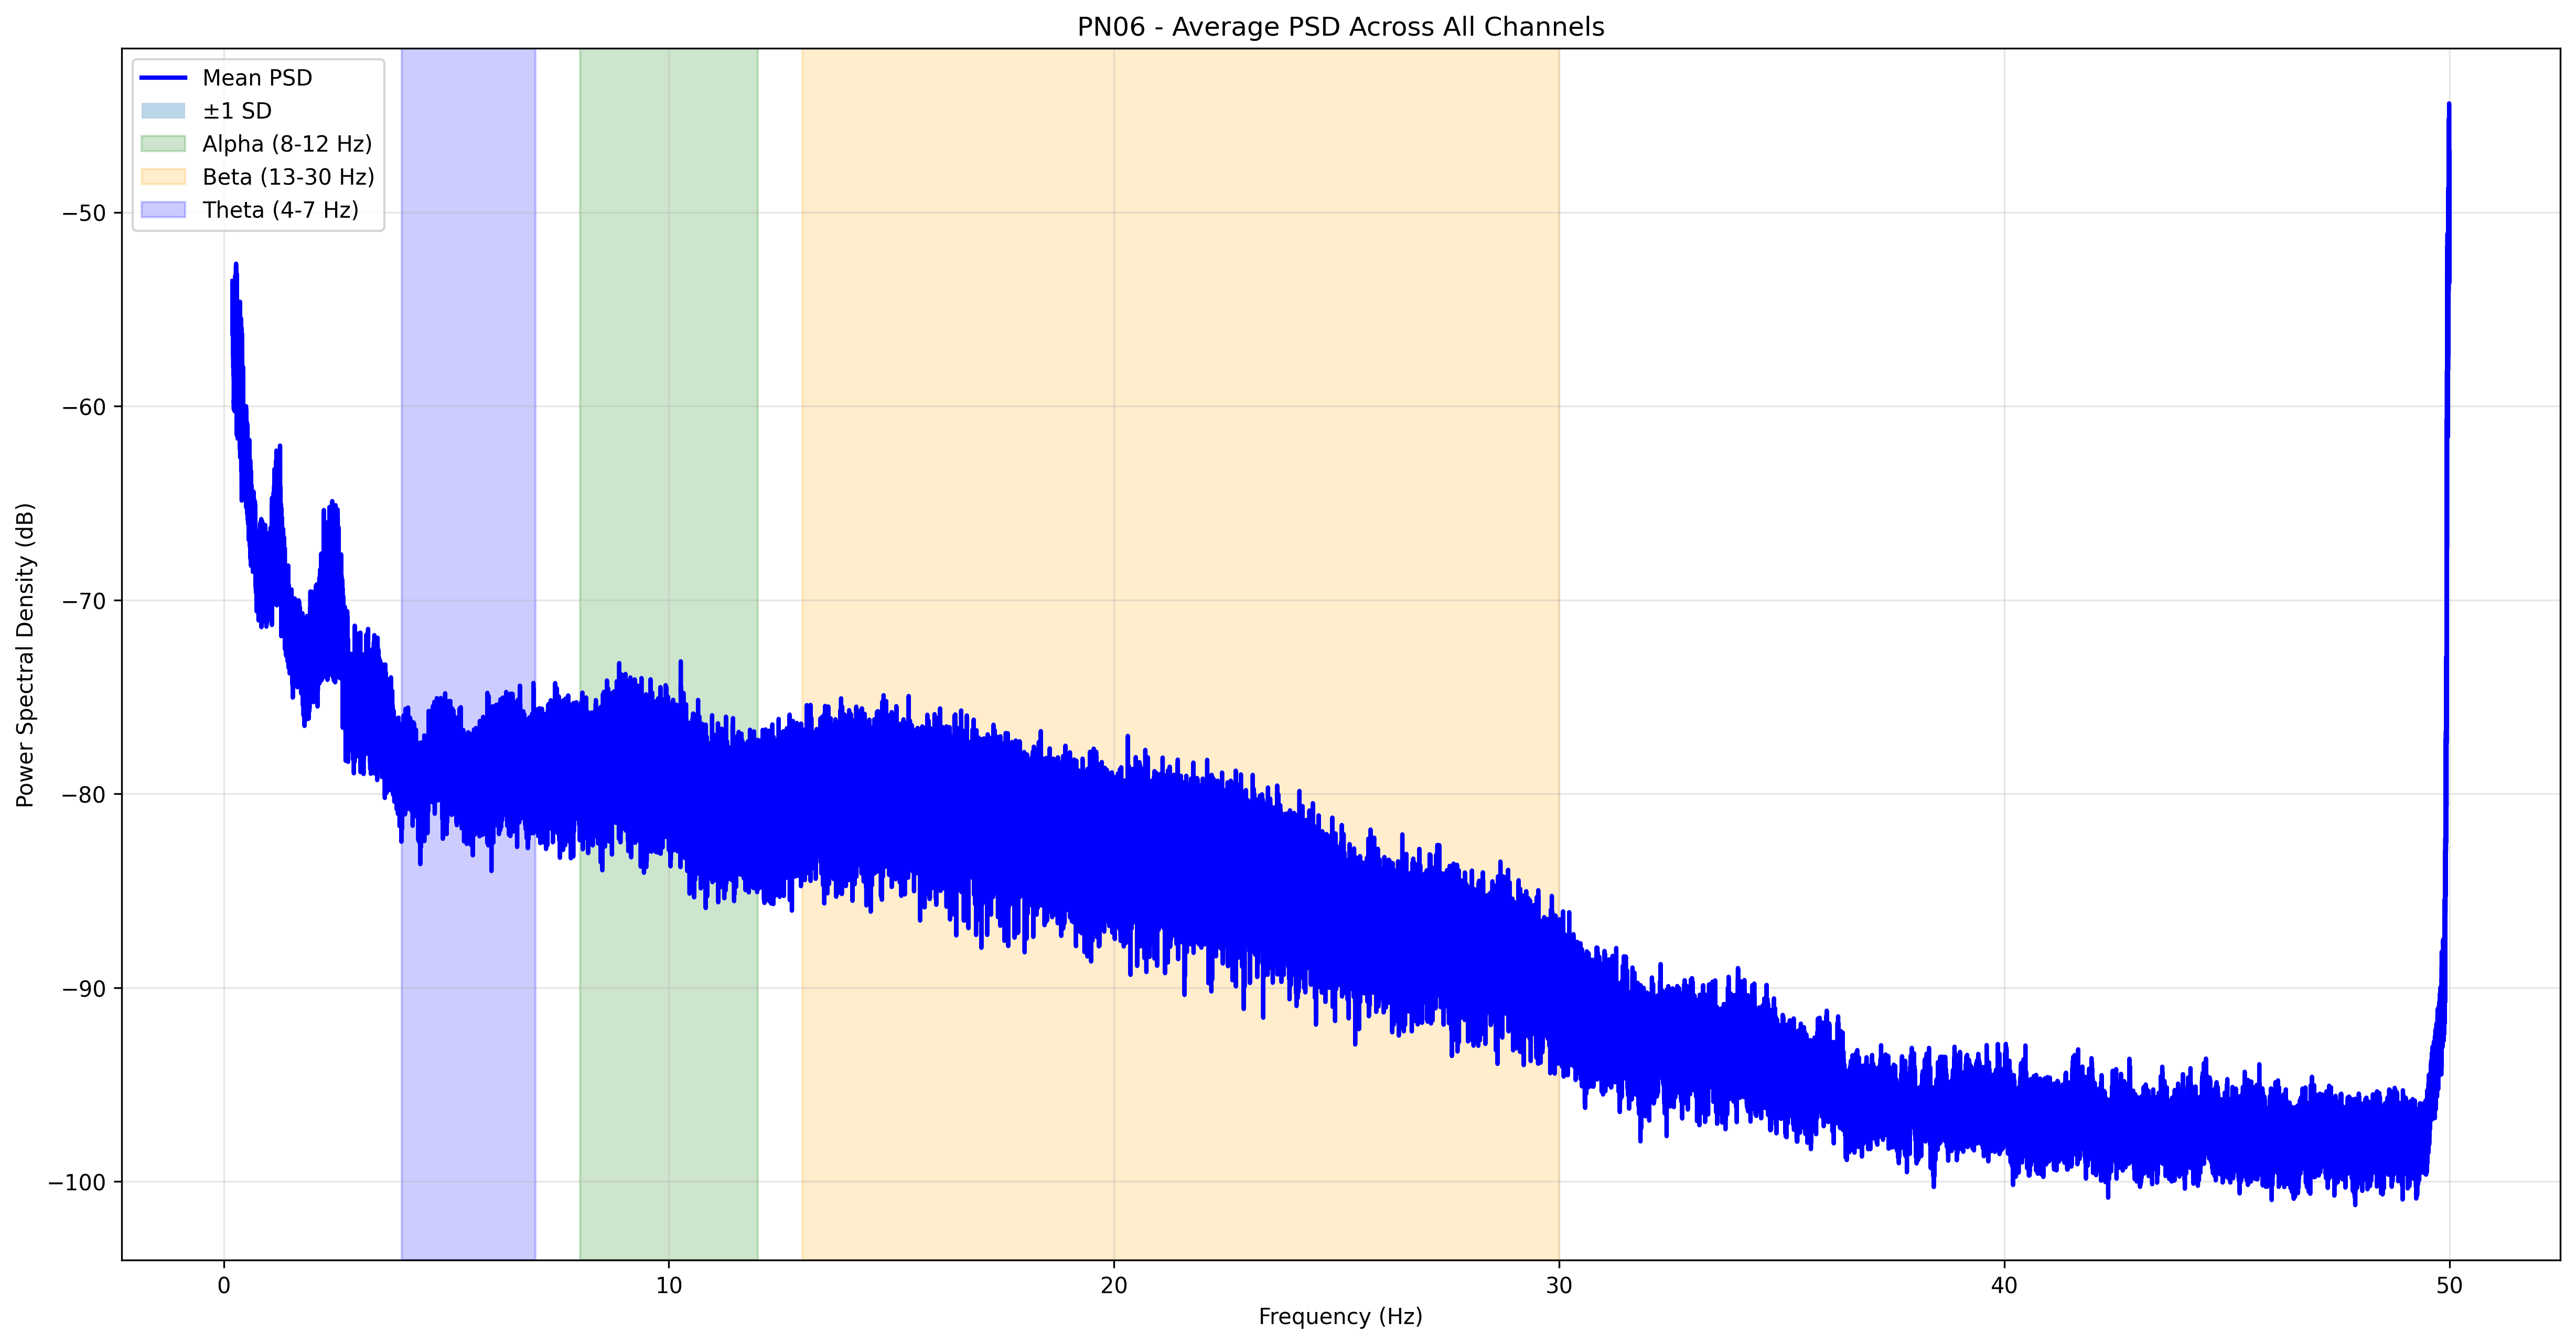 PN06 - Average PSD Across All Channels
Mean PSD
±1 SD
Alpha (8-12 Hz)
Beta (13-30 Hz)
Theta (4-7 Hz)
Power Spectral Density (dB)
−50
−60
−70
−80
−90
−100
0 10 20 30 40 50
Frequency (Hz)